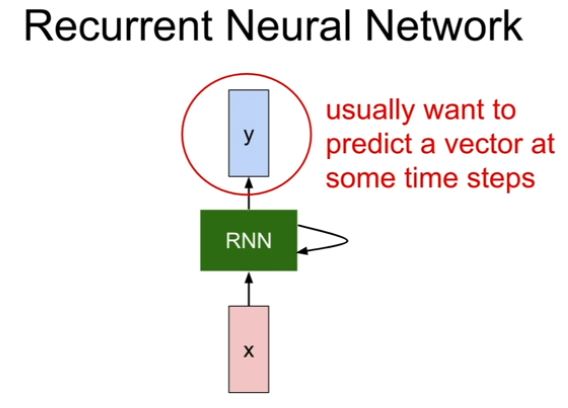 Recurrent Neural Network
y
usually want to
predict a vector at
some time steps
RNN
x